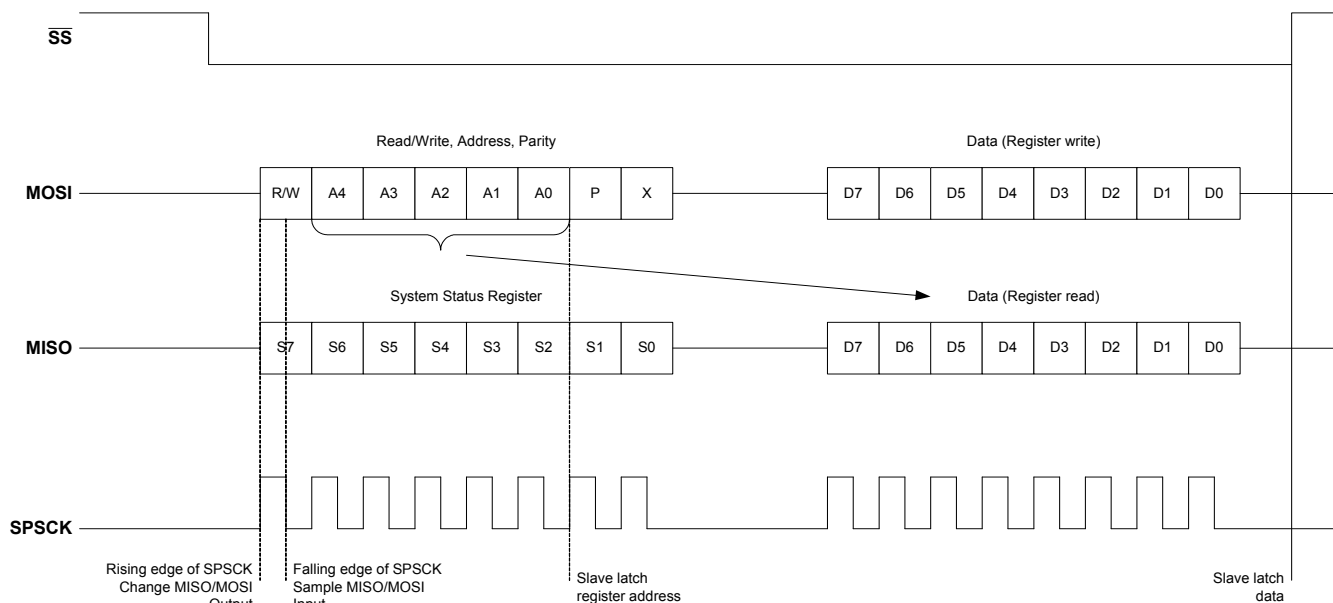 SS
Read/Write, Address, Parity
Data (Register write)
MOSI
R/W A4 A3 A2 A1 A0 P X
D7 D6 D5 D4 D3 D2 D1 D0
System Status Register
Data (Register read)
MISO
S7 S6 S5 S4 S3 S2 S1 S0
D7 D6 D5 D4 D3 D2 D1 D0
SPSCK
Rising edge of SPSCK
Change MISO/MOSI
Output
Falling edge of SPSCK
Sample MISO/MOSI
Input
Slave latch
register address
Slave latch
data